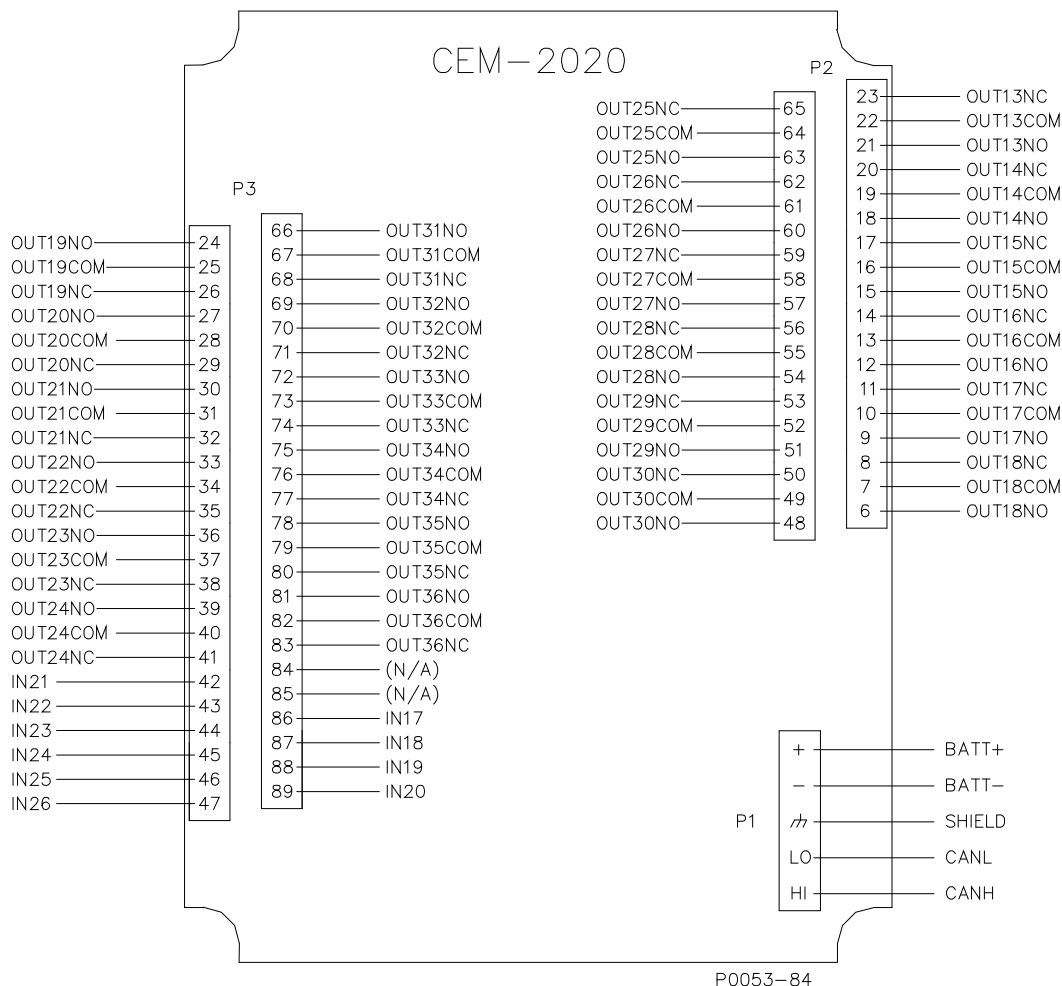 CEM-2020
P2
P3
P1
OUT25NC 65
OUT25COM 64
OUT25NO 63
OUT26NC 62
OUT26COM 61
OUT26NO 60
OUT27NC 59
OUT27COM 58
OUT27NO 57
OUT28NC 56
OUT28COM 55
OUT28NO 54
OUT29NC 53
OUT29COM 52
OUT29NO 51
OUT30NC 50
OUT30COM 49
OUT30NO 48
23 OUT13NC
22 OUT13COM
21 OUT13NO
20 OUT14NC
19 OUT14COM
18 OUT14NO
17 OUT15NC
16 OUT15COM
15 OUT15NO
14 OUT16NC
13 OUT16COM
12 OUT16NO
11 OUT17NC
10 OUT17COM
9 OUT17NO
8 OUT18NC
7 OUT18COM
6 OUT18NO
OUT19NO 24
OUT19COM 25
OUT19NC 26
OUT20NO 27
OUT20COM 28
OUT20NC 29
OUT21NO 30
OUT21COM 31
OUT21NC 32
OUT22NO 33
OUT22COM 34
OUT22NC 35
OUT23NO 36
OUT23COM 37
OUT23NC 38
OUT24NO 39
OUT24COM 40
OUT24NC 41
IN21 42
IN22 43
IN23 44
IN24 45
IN25 46
IN26 47
66 OUT31NO
67 OUT31COM
68 OUT31NC
69 OUT32NO
70 OUT32COM
71 OUT32NC
72 OUT33NO
73 OUT33COM
74 OUT33NC
75 OUT34NO
76 OUT34COM
77 OUT34NC
78 OUT35NO
79 OUT35COM
80 OUT35NC
81 OUT36NO
82 OUT36COM
83 OUT36NC
84 (N/A)
85 (N/A)
86 IN17
87 IN18
88 IN19
89 IN20
+ BATT+
- BATT-
SHIELD
LO CANL
HI CANH
P0053-84